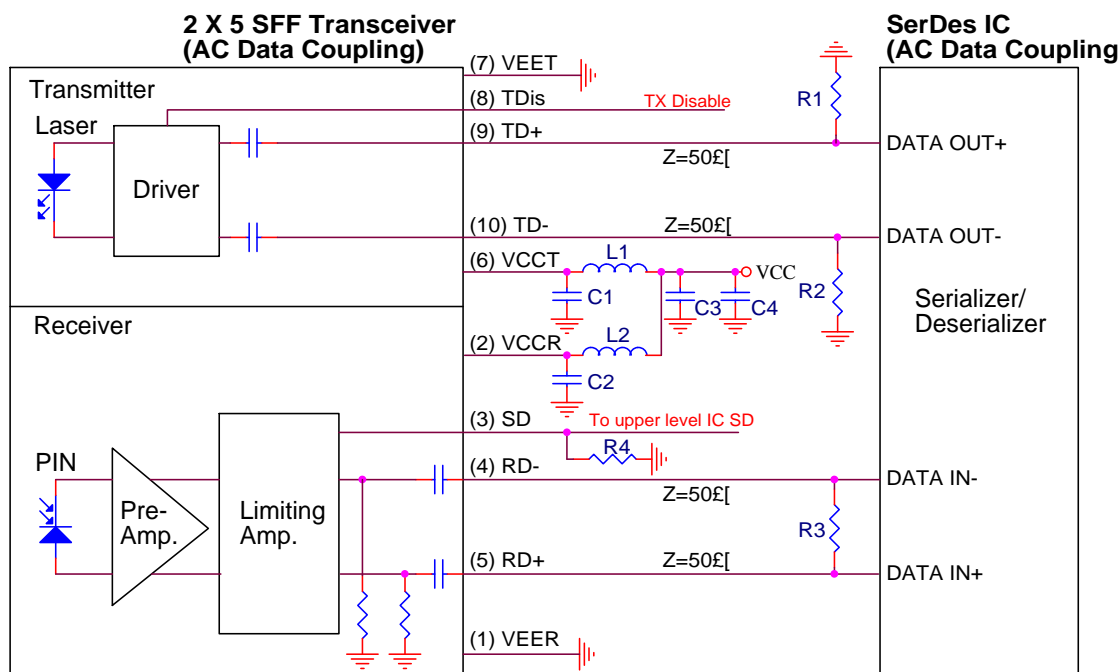 2 X 5 SFF Transceiver
(AC Data Coupling)
SerDes IC
(AC Data Coupling
(7) VEET
Transmitter
(8) TDis
TX Disable
R1
Laser
(9) TD+
DATA OUT+
Z=50£[
Driver
(10) TD-
Z=50£[
DATA OUT-
(6) VCCT
L1
VCC
C1
C3
C4
R2
Serializer/
Deserializer
Receiver
(2) VCCR
L2
C2
(3) SD
To upper level IC SD
R4
PIN
(4) RD-
DATA IN-
Z=50£[
Pre-
Amp.
Limiting
Amp.
R3
(5) RD+
Z=50£[
DATA IN+
(1) VEER